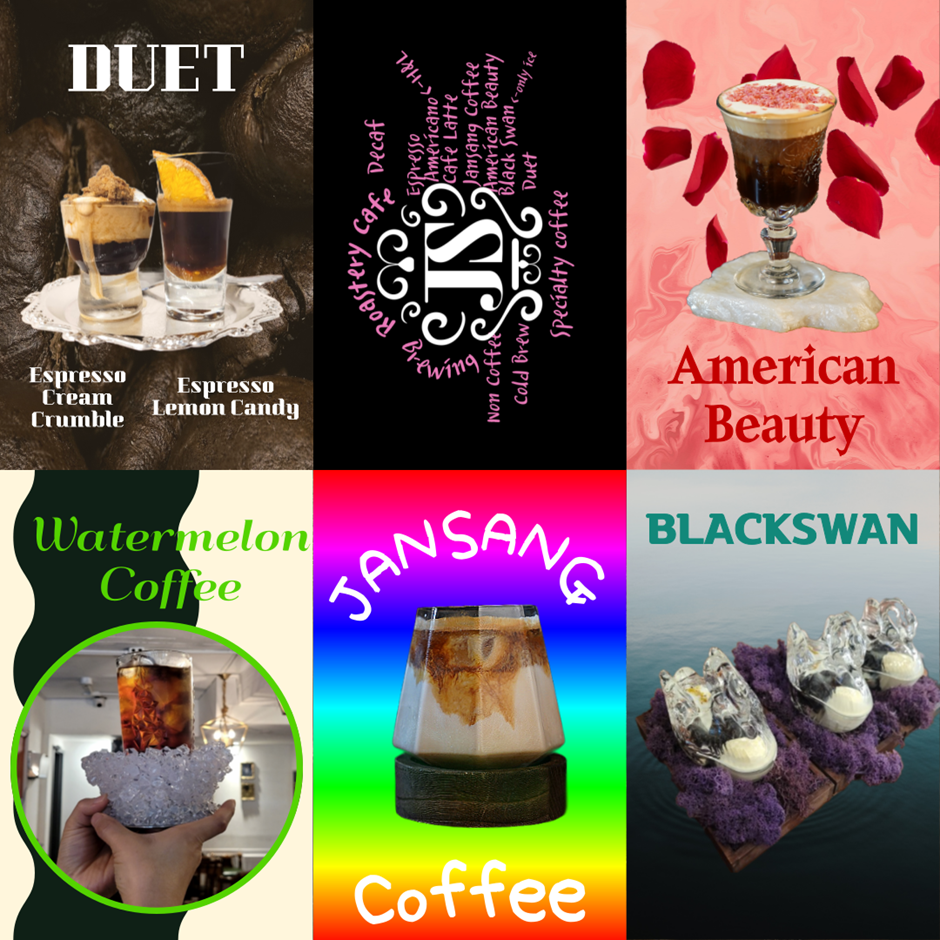 DUET
Espresso
Cream
Crumble
Espresso
Lemon Candy
Roastery Cafe
Decaf
Espresso
Americano
H&I
Cafe Latte
Jansang Coffee
American Beauty
Black Swan
only ice
Duet
Specialty coffee
JS
Brewing
Non Coffee
Cold Brew
American
Beauty
Watermelon
Coffee
JANSANG
Coffee
BLACKSWAN